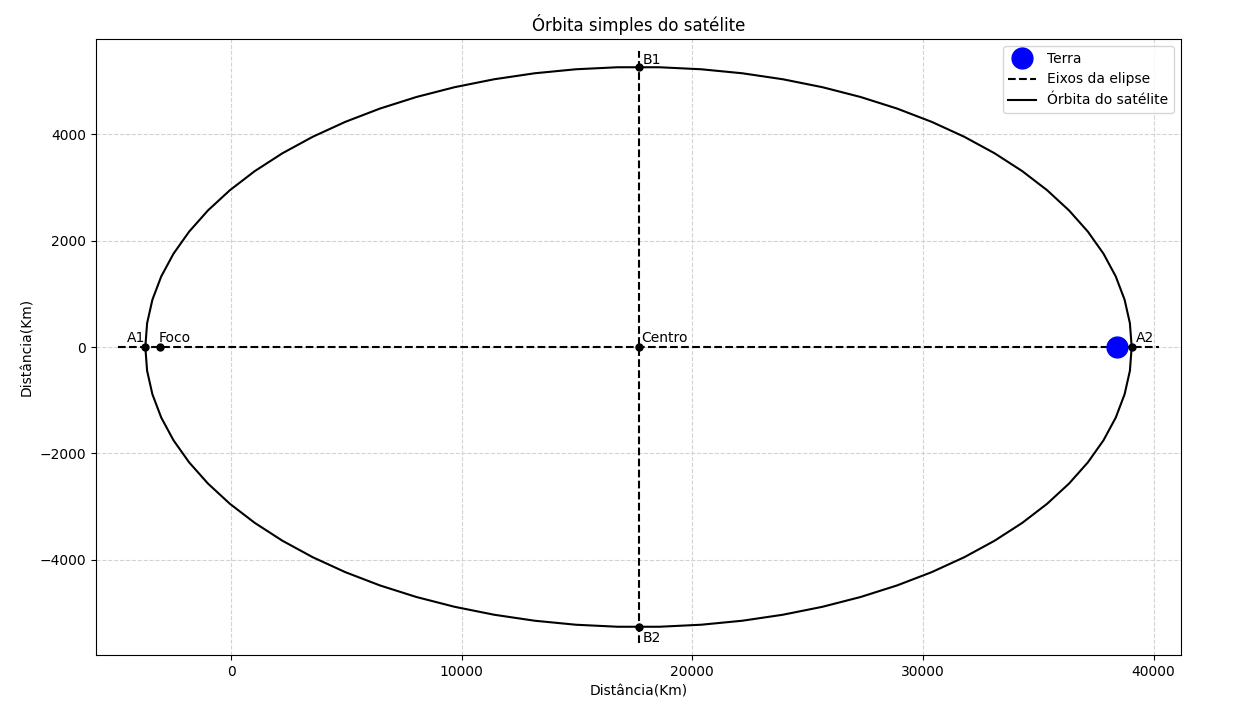 Órbita simples do satélite
B1
Terra
Eixos da elipse
Órbita do satélite
4000
2000
0
−2000
−4000
Distância(Km)
A1
Foco
Centro
A2
B2
0
10000
20000
30000
40000
Distância(Km)